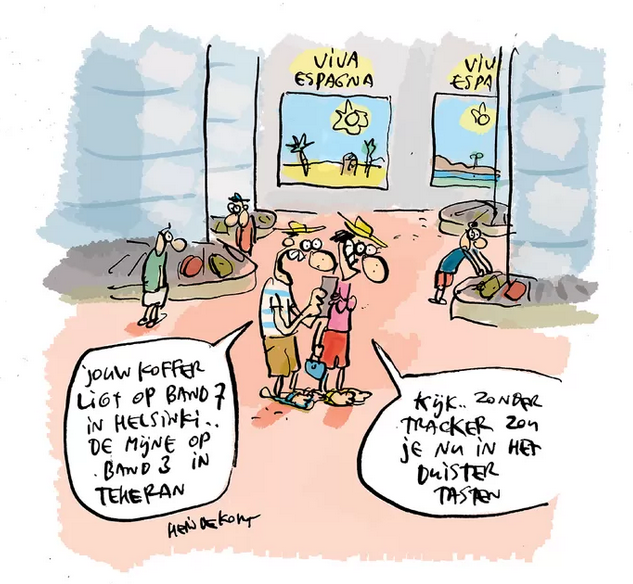 VIVA
ESPAGNA
VIV
ESPA
JOUW KOFFER
LIGT OP BAND 7
IN HELSINKI..
DE MIJNE OP
BAND 3 IN
TEHERAN
KIJK.. ZONDER
TRACKER ZOU
JE NU IN HET
DUISTER
TASTEN
HEIN DE KORT